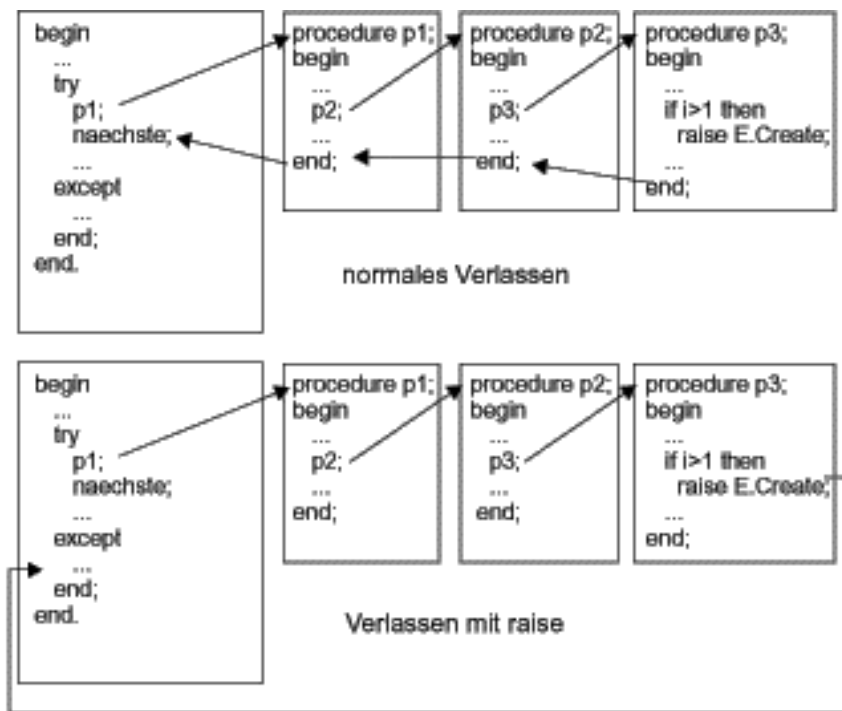 begin
...
try
p1;
naechste;
...
except
...
end;
end.
procedure p1;
begin
...
p2;
...
end;
procedure p2;
begin
...
p3;
...
end;
procedure p3;
begin
...
if i>1 then
raise E.Create;
...
end;
normales Verlassen
begin
...
try
p1;
naechste;
...
except
...
end;
end.
procedure p1;
begin
...
p2;
...
end;
procedure p2;
begin
...
p3;
...
end;
procedure p3;
begin
...
if i>1 then
raise E.Create;
...
end;
Verlassen mit raise